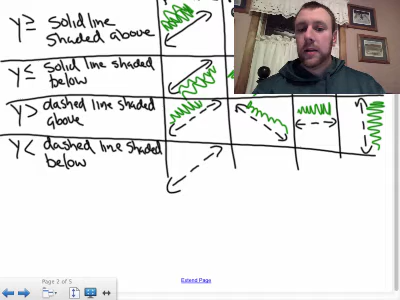 y ≥ solid line
shaded above
y ≤ solid line shaded
below
y > dashed line shaded
above
y < dashed line shaded
below
Page 2 of 5
Extend Page